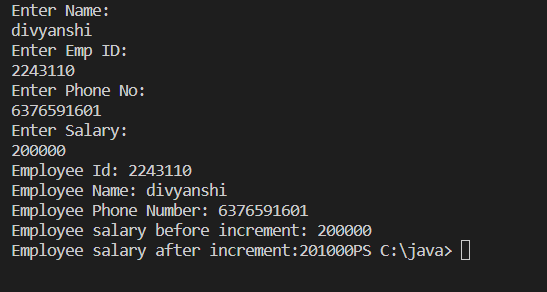 Enter Name:
divyanshi
Enter Emp ID:
2243110
Enter Phone No:
6376591601
Enter Salary:
200000
Employee Id: 2243110
Employee Name: divyanshi
Employee Phone Number: 6376591601
Employee salary before increment: 200000
Employee salary after increment:201000PS C:\java>